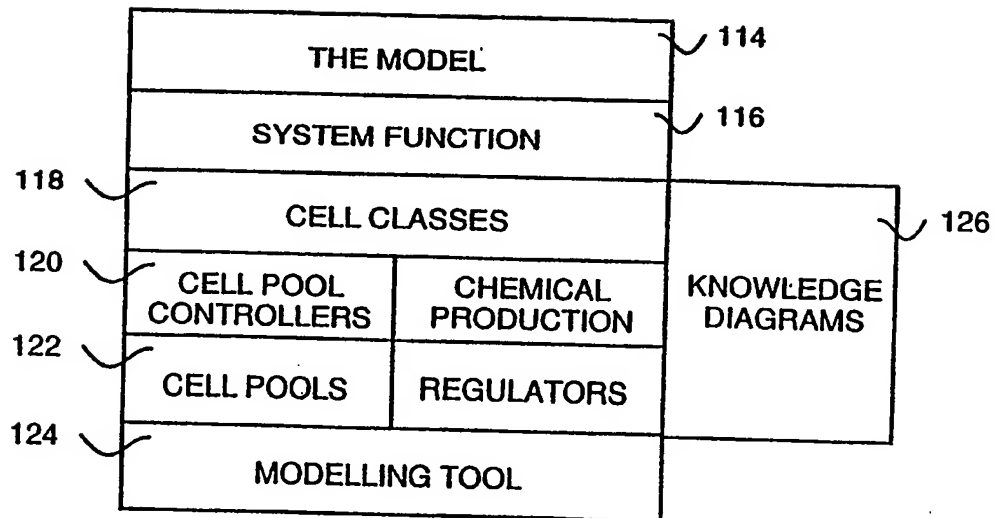 THE MODEL
114
SYSTEM FUNCTION
116
118
CELL CLASSES
126
120
CELL POOL
CONTROLLERS
CHEMICAL
PRODUCTION
KNOWLEDGE
DIAGRAMS
122
CELL POOLS
REGULATORS
124
MODELLING TOOL